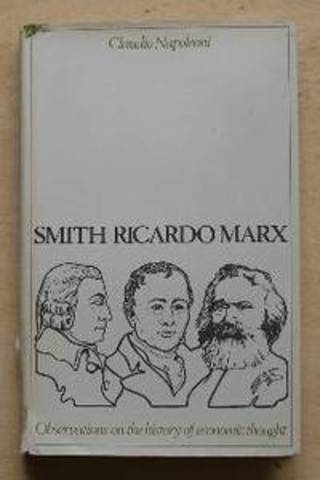 Claudio Napoleoni
SMITH RICARDO MARX
Observations on the history of economic thought